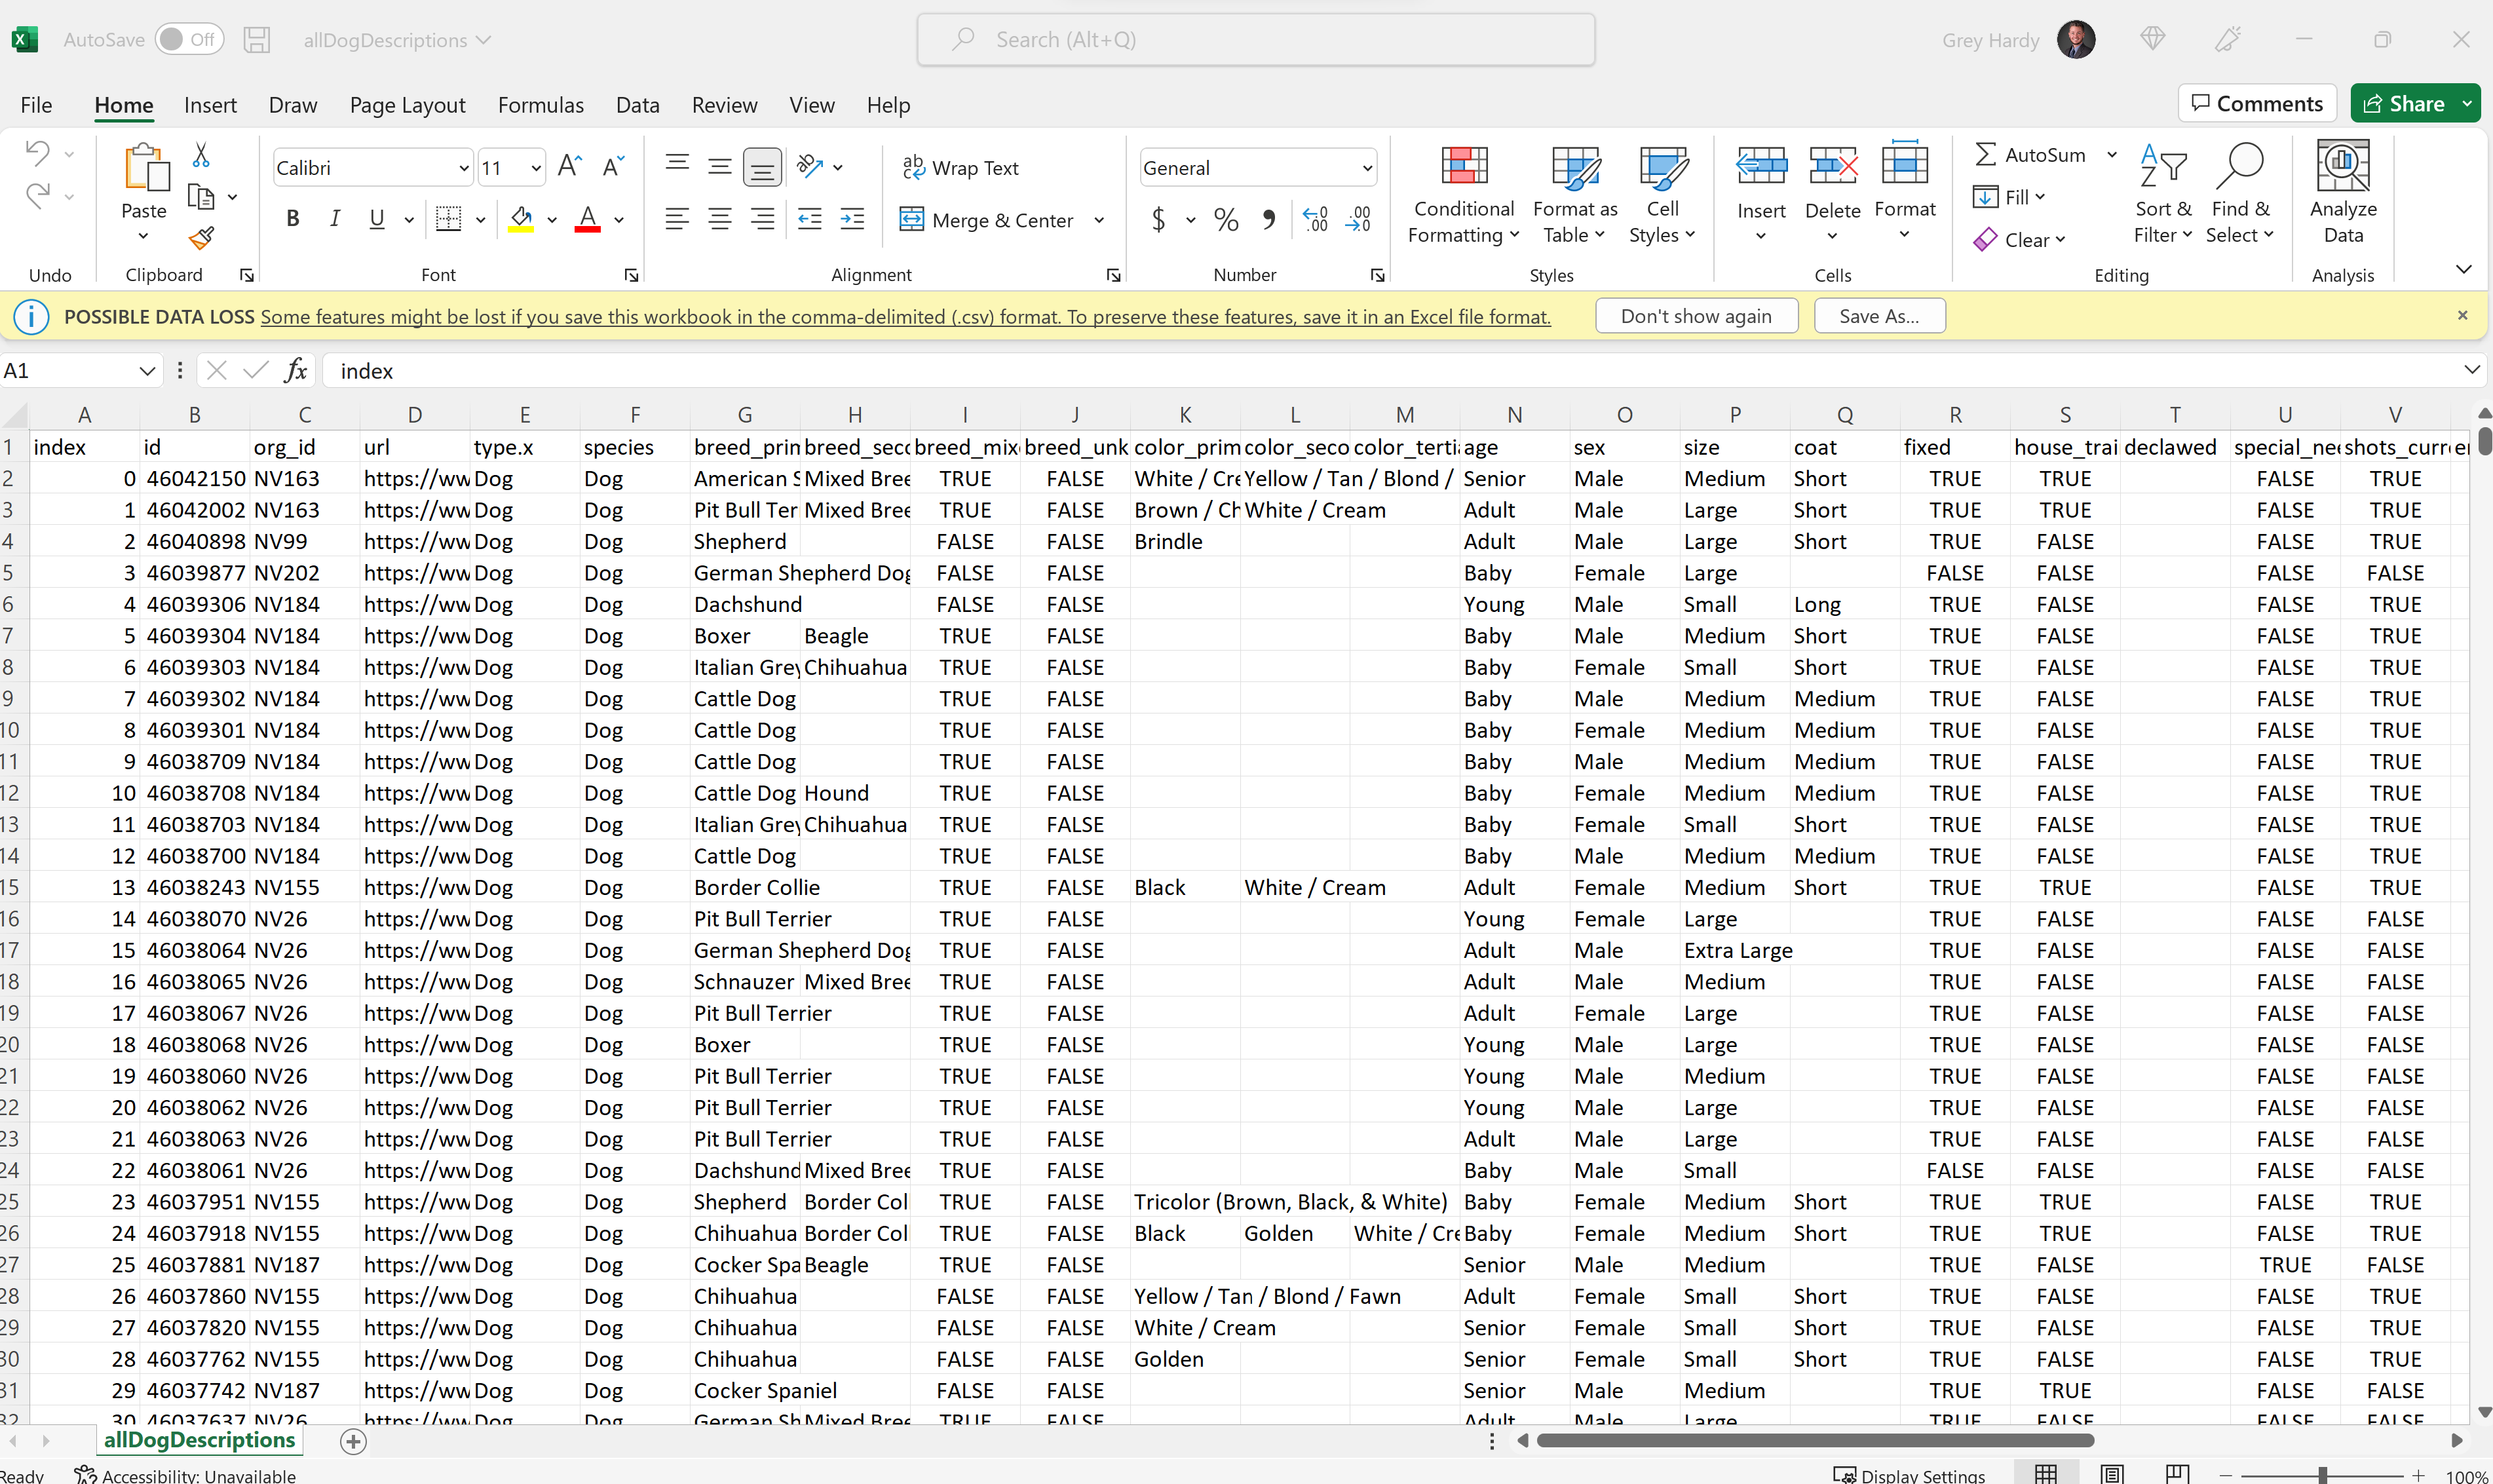 AutoSave Off allDogDescriptions Search (Alt+Q) Grey Hardy
File Home Insert Draw Page Layout Formulas Data Review View Help Comments Share
Paste Calibri 11 Wrap Text General Conditional Formatting Format as Table Cell Styles Insert Delete Format AutoSum Sort & Filter Find & Select Analyze Data
B I U Merge & Center $ % Fill
Clear
Undo Clipboard Font Alignment Number Styles Cells Editing Analysis
POSSIBLE DATA LOSS Some features might be lost if you save this workbook in the comma-delimited (.csv) format. To preserve these features, save it in an Excel file format. Don't show again Save As...
A1 fx index
A B C D E F G H I J K L M N O P Q R S T U V
1 index id org_id url type.x species breed_prin breed_seco breed_mix breed_unk color_prim color_seco color_tertia age sex size coat fixed house_trai declawed special_nee shots_curr
2 0 46042150 NV163 https://ww Dog Dog American S Mixed Bree TRUE FALSE White / Cre Yellow / Tan / Blond / Senior Male Medium Short TRUE TRUE FALSE TRUE
3 1 46042002 NV163 https://ww Dog Dog Pit Bull Ter Mixed Bree TRUE FALSE Brown / Ch White / Cream Adult Male Large Short TRUE TRUE FALSE TRUE
4 2 46040898 NV99 https://ww Dog Dog Shepherd FALSE FALSE Brindle Adult Male Large Short TRUE FALSE FALSE TRUE
5 3 46039877 NV202 https://ww Dog Dog German Shepherd Dog FALSE FALSE Baby Female Large FALSE FALSE FALSE FALSE
6 4 46039306 NV184 https://ww Dog Dog Dachshund FALSE FALSE Young Male Small Long TRUE FALSE FALSE TRUE
7 5 46039304 NV184 https://ww Dog Dog Boxer Beagle TRUE FALSE Baby Male Medium Short TRUE FALSE FALSE TRUE
8 6 46039303 NV184 https://ww Dog Dog Italian Grey Chihuahua TRUE FALSE Baby Female Small Short TRUE FALSE FALSE TRUE
9 7 46039302 NV184 https://ww Dog Dog Cattle Dog TRUE FALSE Baby Male Medium Medium TRUE FALSE FALSE TRUE
10 8 46039301 NV184 https://ww Dog Dog Cattle Dog TRUE FALSE Baby Female Medium Medium TRUE FALSE FALSE TRUE
11 9 46038709 NV184 https://ww Dog Dog Cattle Dog TRUE FALSE Baby Male Medium Medium TRUE FALSE FALSE TRUE
12 10 46038708 NV184 https://ww Dog Dog Cattle Dog Hound TRUE FALSE Baby Female Medium Medium TRUE FALSE FALSE TRUE
13 11 46038703 NV184 https://ww Dog Dog Italian Grey Chihuahua TRUE FALSE Baby Female Small Short TRUE FALSE FALSE TRUE
14 12 46038700 NV184 https://ww Dog Dog Cattle Dog TRUE FALSE Baby Male Medium Medium TRUE FALSE FALSE TRUE
15 13 46038243 NV155 https://ww Dog Dog Border Collie TRUE FALSE Black White / Cream Adult Female Medium Short TRUE TRUE FALSE TRUE
16 14 46038070 NV26 https://ww Dog Dog Pit Bull Terrier TRUE FALSE Young Female Large TRUE FALSE FALSE FALSE
17 15 46038064 NV26 https://ww Dog Dog German Shepherd Dog TRUE FALSE Adult Male Extra Large TRUE FALSE FALSE FALSE
18 16 46038065 NV26 https://ww Dog Dog Schnauzer Mixed Bree TRUE FALSE Adult Male Medium TRUE FALSE FALSE FALSE
19 17 46038067 NV26 https://ww Dog Dog Pit Bull Terrier TRUE FALSE Adult Female Large TRUE FALSE FALSE FALSE
20 18 46038068 NV26 https://ww Dog Dog Boxer TRUE FALSE Young Male Large TRUE FALSE FALSE FALSE
21 19 46038060 NV26 https://ww Dog Dog Pit Bull Terrier TRUE FALSE Young Male Medium TRUE FALSE FALSE FALSE
22 20 46038062 NV26 https://ww Dog Dog Pit Bull Terrier TRUE FALSE Young Male Large TRUE FALSE FALSE FALSE
23 21 46038063 NV26 https://ww Dog Dog Pit Bull Terrier TRUE FALSE Adult Male Large TRUE FALSE FALSE FALSE
24 22 46038061 NV26 https://ww Dog Dog Dachshund Mixed Bree TRUE FALSE Baby Male Small FALSE FALSE FALSE FALSE
25 23 46037951 NV155 https://ww Dog Dog Shepherd Border Col TRUE FALSE Tricolor (Brown, Black, & White) Baby Female Medium Short TRUE TRUE FALSE TRUE
26 24 46037918 NV155 https://ww Dog Dog Chihuahua Border Col TRUE FALSE Black Golden White / Cre Baby Female Medium Short TRUE TRUE FALSE TRUE
27 25 46037881 NV187 https://ww Dog Dog Cocker Spa Beagle TRUE FALSE Senior Male Medium TRUE FALSE TRUE FALSE
28 26 46037860 NV155 https://ww Dog Dog Chihuahua FALSE FALSE Yellow / Tan / Blond / Fawn Adult Female Small Short TRUE FALSE FALSE TRUE
29 27 46037820 NV155 https://ww Dog Dog Chihuahua FALSE FALSE White / Cream Senior Female Small Short TRUE FALSE FALSE TRUE
30 28 46037762 NV155 https://ww Dog Dog Chihuahua FALSE FALSE Golden Senior Female Small Short TRUE FALSE FALSE TRUE
31 29 46037742 NV187 https://ww Dog Dog Cocker Spaniel FALSE FALSE Senior Male Medium TRUE TRUE FALSE FALSE
32 30 46037637 NV26 https://ww Dog Dog German Sh Mixed Bree TRUE FALSE Adult Male Large TRUE FALSE FALSE FALSE
allDogDescriptions
Ready Accessibility: Unavailable Display Settings 100%